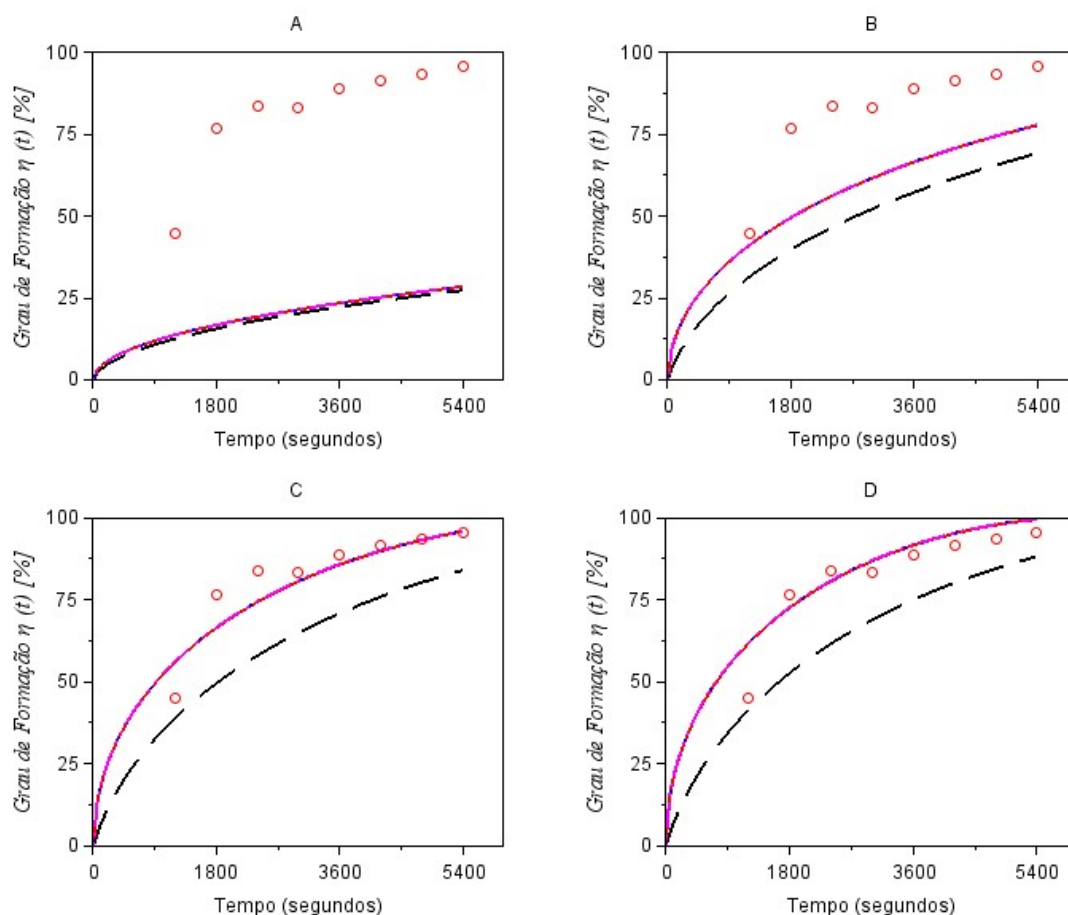 A
Grau de Formação η (t) [%]
100
75
50
25
0
0 1800 3600 5400
Tempo (segundos)
B
Grau de Formação η (t) [%]
100
75
50
25
0
0 1800 3600 5400
Tempo (segundos)
C
Grau de Formação η (t) [%]
100
75
50
25
0
0 1800 3600 5400
Tempo (segundos)
D
Grau de Formação η (t) [%]
100
75
50
25
0
0 1800 3600 5400
Tempo (segundos)